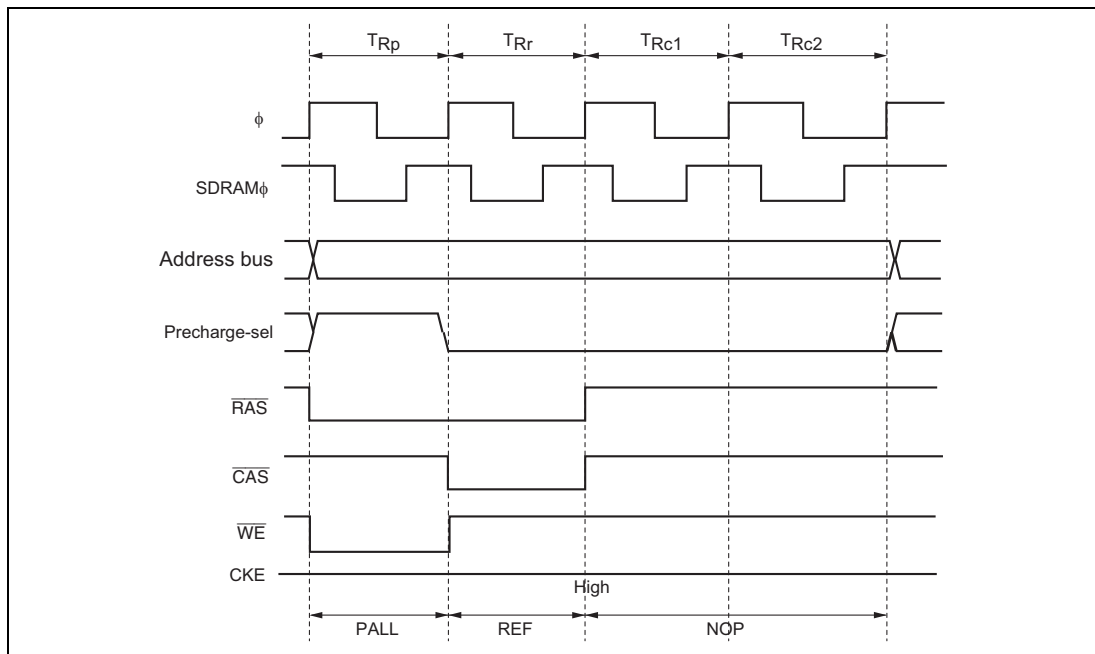 TRp TRr TRc1 TRc2
ϕ
SDRAMϕ
Address bus
Precharge-sel
RAS
CAS
WE
CKE
High
PALL REF NOP